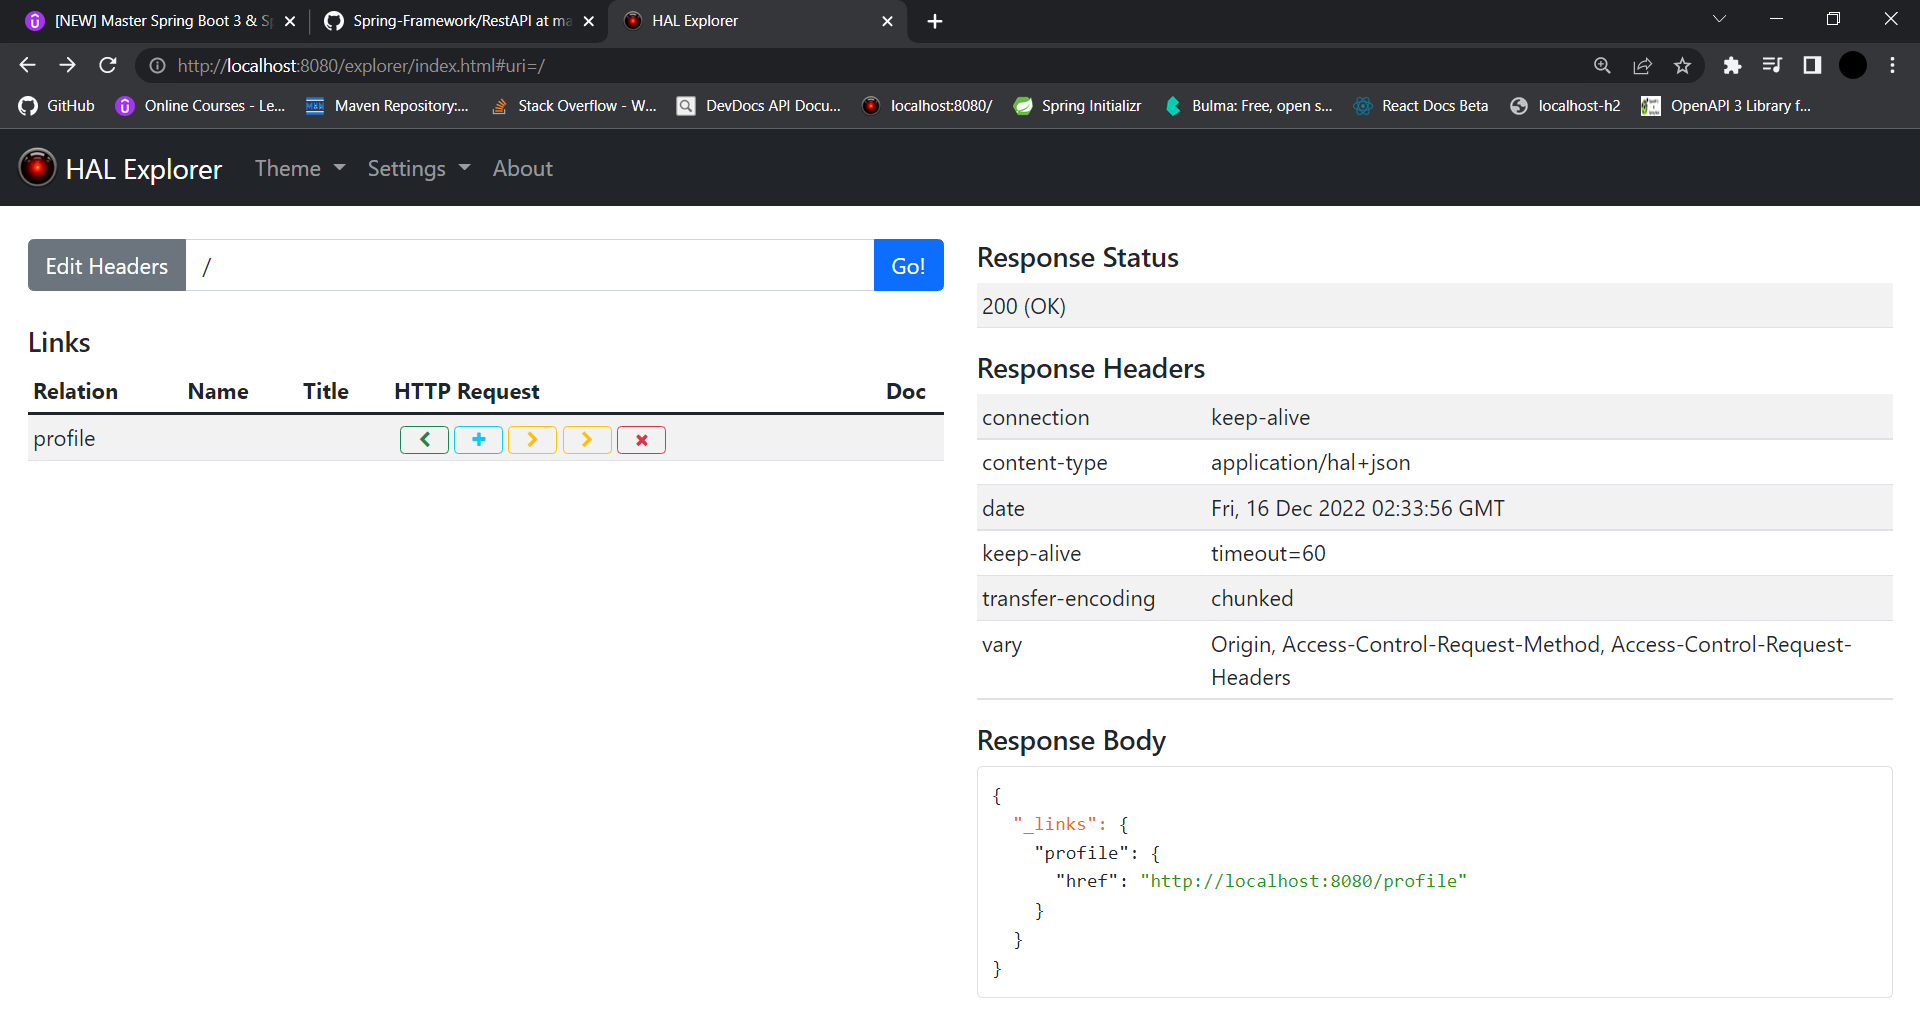 [NEW] Master Spring Boot 3 & Sp
Spring-Framework/RestAPI at ma
HAL Explorer
http://localhost:8080/explorer/index.html#uri=/
GitHub
Online Courses - Le...
Maven Repository:...
Stack Overflow - W...
DevDocs API Docu...
localhost:8080/
Spring Initializr
Bulma: Free, open s...
React Docs Beta
localhost-h2
OpenAPI 3 Library f...
HAL Explorer Theme Settings About
Edit Headers / Go!
Links
Relation Name Title HTTP Request Doc
profile
Response Status
200 (OK)
Response Headers
connection keep-alive
content-type application/hal+json
date Fri, 16 Dec 2022 02:33:56 GMT
keep-alive timeout=60
transfer-encoding chunked
vary Origin, Access-Control-Request-Method, Access-Control-Request-
Headers
Response Body
{
"_links": {
"profile": {
"href": "http://localhost:8080/profile"
}
}
}